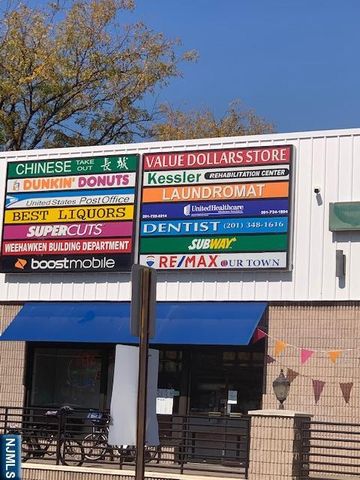 CHINESE TAKE OUT 長城
DUNKIN' DONUTS
United States Post Office
BEST LIQUORS
SUPERCUTS
WEEHAWKEN BUILDING DEPARTMENT
boostmobile
VALUE DOLLARS STORE
Kessler REHABILITATION CENTER
LAUNDROMAT
UnitedHealthcare
DENTIST (201) 348-1616
SUBWAY
RE/MAX OUR TOWN
NJMLS